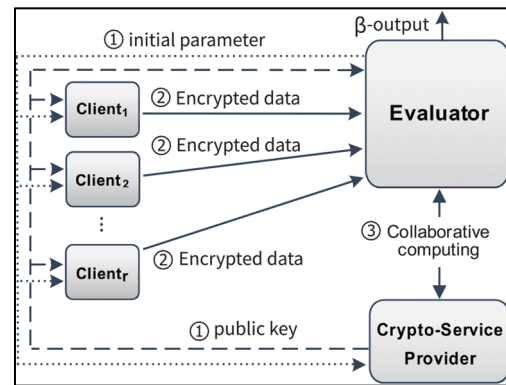 β-output
① initial parameter
② Encrypted data
Client₁
Evaluator
② Encrypted data
Client₂
⋮
③ Collaborative
computing
Clientᵣ
② Encrypted data
① public key
Crypto-Service
Provider